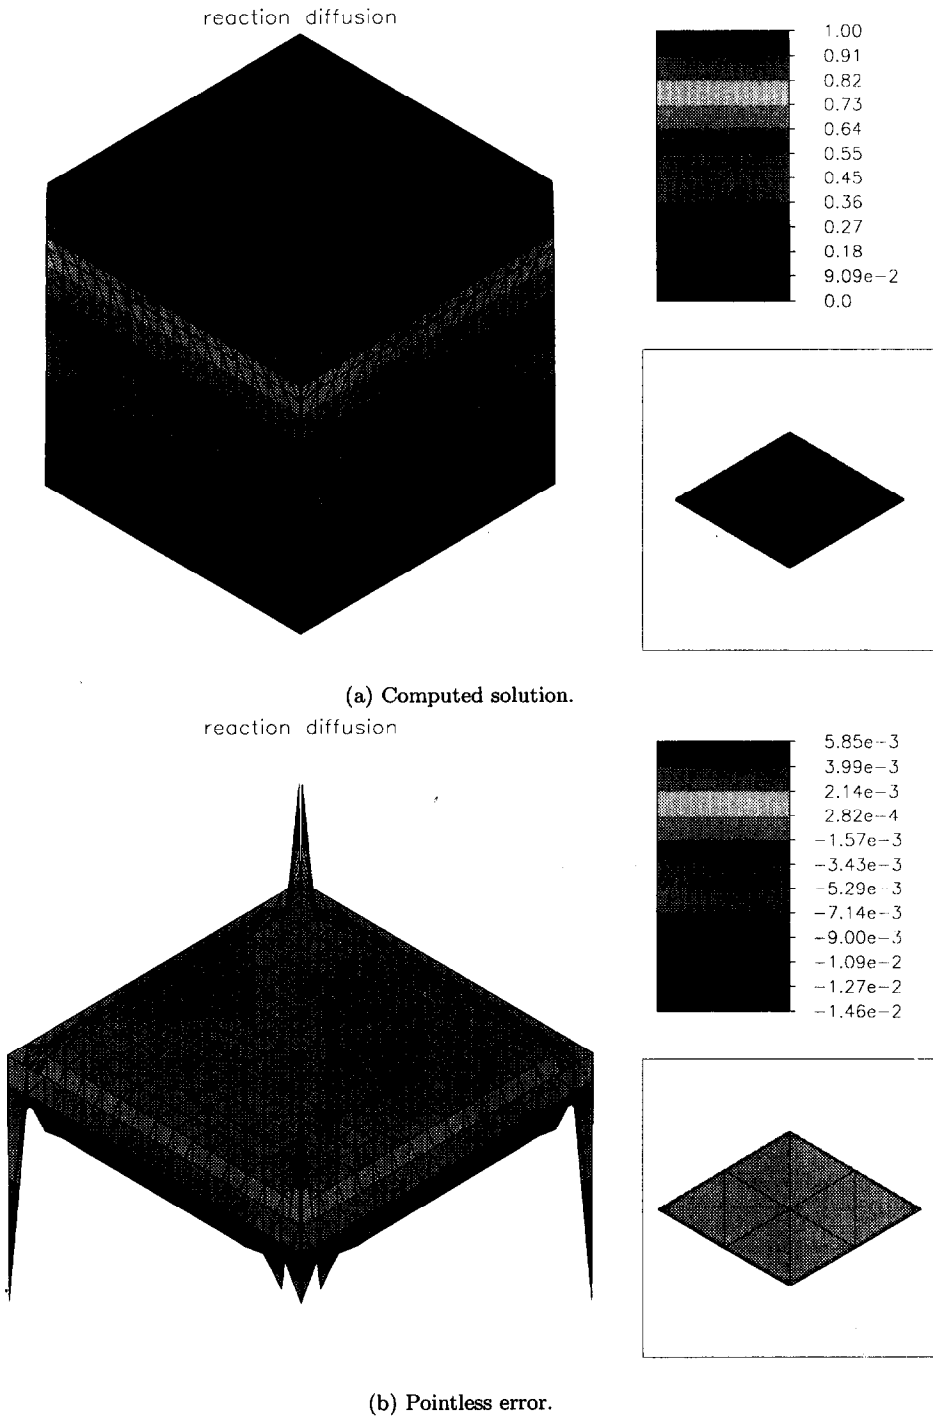 reaction diffusion
1.00
0.91
0.82
0.73
0.64
0.55
0.45
0.36
0.27
0.18
9.09e−2
0.0
(a) Computed solution.
reaction diffusion
5.85e−3
3.99e−3
2.14e−3
2.82e−4
−1.57e−3
−3.43e−3
−5.29e−3
−7.14e−3
−9.00e−3
−1.09e−2
−1.27e−2
−1.46e−2
(b) Pointless error.